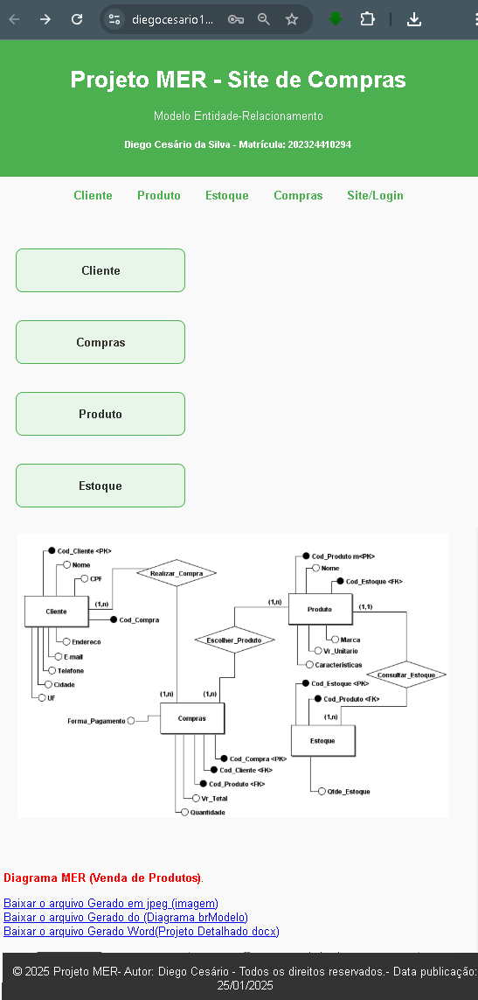 diegocesario1...
Projeto MER - Site de Compras
Modelo Entidade-Relacionamento
Diego Cesário da Silva - Matrícula: 202324410294
Cliente Produto Estoque Compras Site/Login
Cliente
Compras
Produto
Estoque
Cod_Cliente <PK>
Nome
CPF
Cliente
(1,n)
Cod_Compra
Endereco
E-mail
Telefone
Cidade
UF
Realizar_Compra
Escolher_Produto
(1,n)
Cod_Produto m<PK>
Nome
Cod_Estoque <FK>
Produto
(1,1)
Marca
Vr_Unitario
Caracteristicas
Consultar_Estoque
Cod_Estoque <PK>
Cod_Produto <FK>
(1,n)
Estoque
Qtde_Estoque
(1,n)
(1,n)
Forma_Pagamento
Compras
Cod_Compra <PK>
Cod_Cliente <FK>
Cod_Produto <FK>
Vr_Total
Quantidade
Diagrama MER (Venda de Produtos).
Baixar o arquivo Gerado em jpeg (imagem)
Baixar o arquivo Gerado do (Diagrama brModelo)
Baixar o arquivo Gerado Word(Projeto Detalhado docx)
© 2025 Projeto MER- Autor: Diego Cesário - Todos os direitos reservados.- Data publicação:
25/01/2025